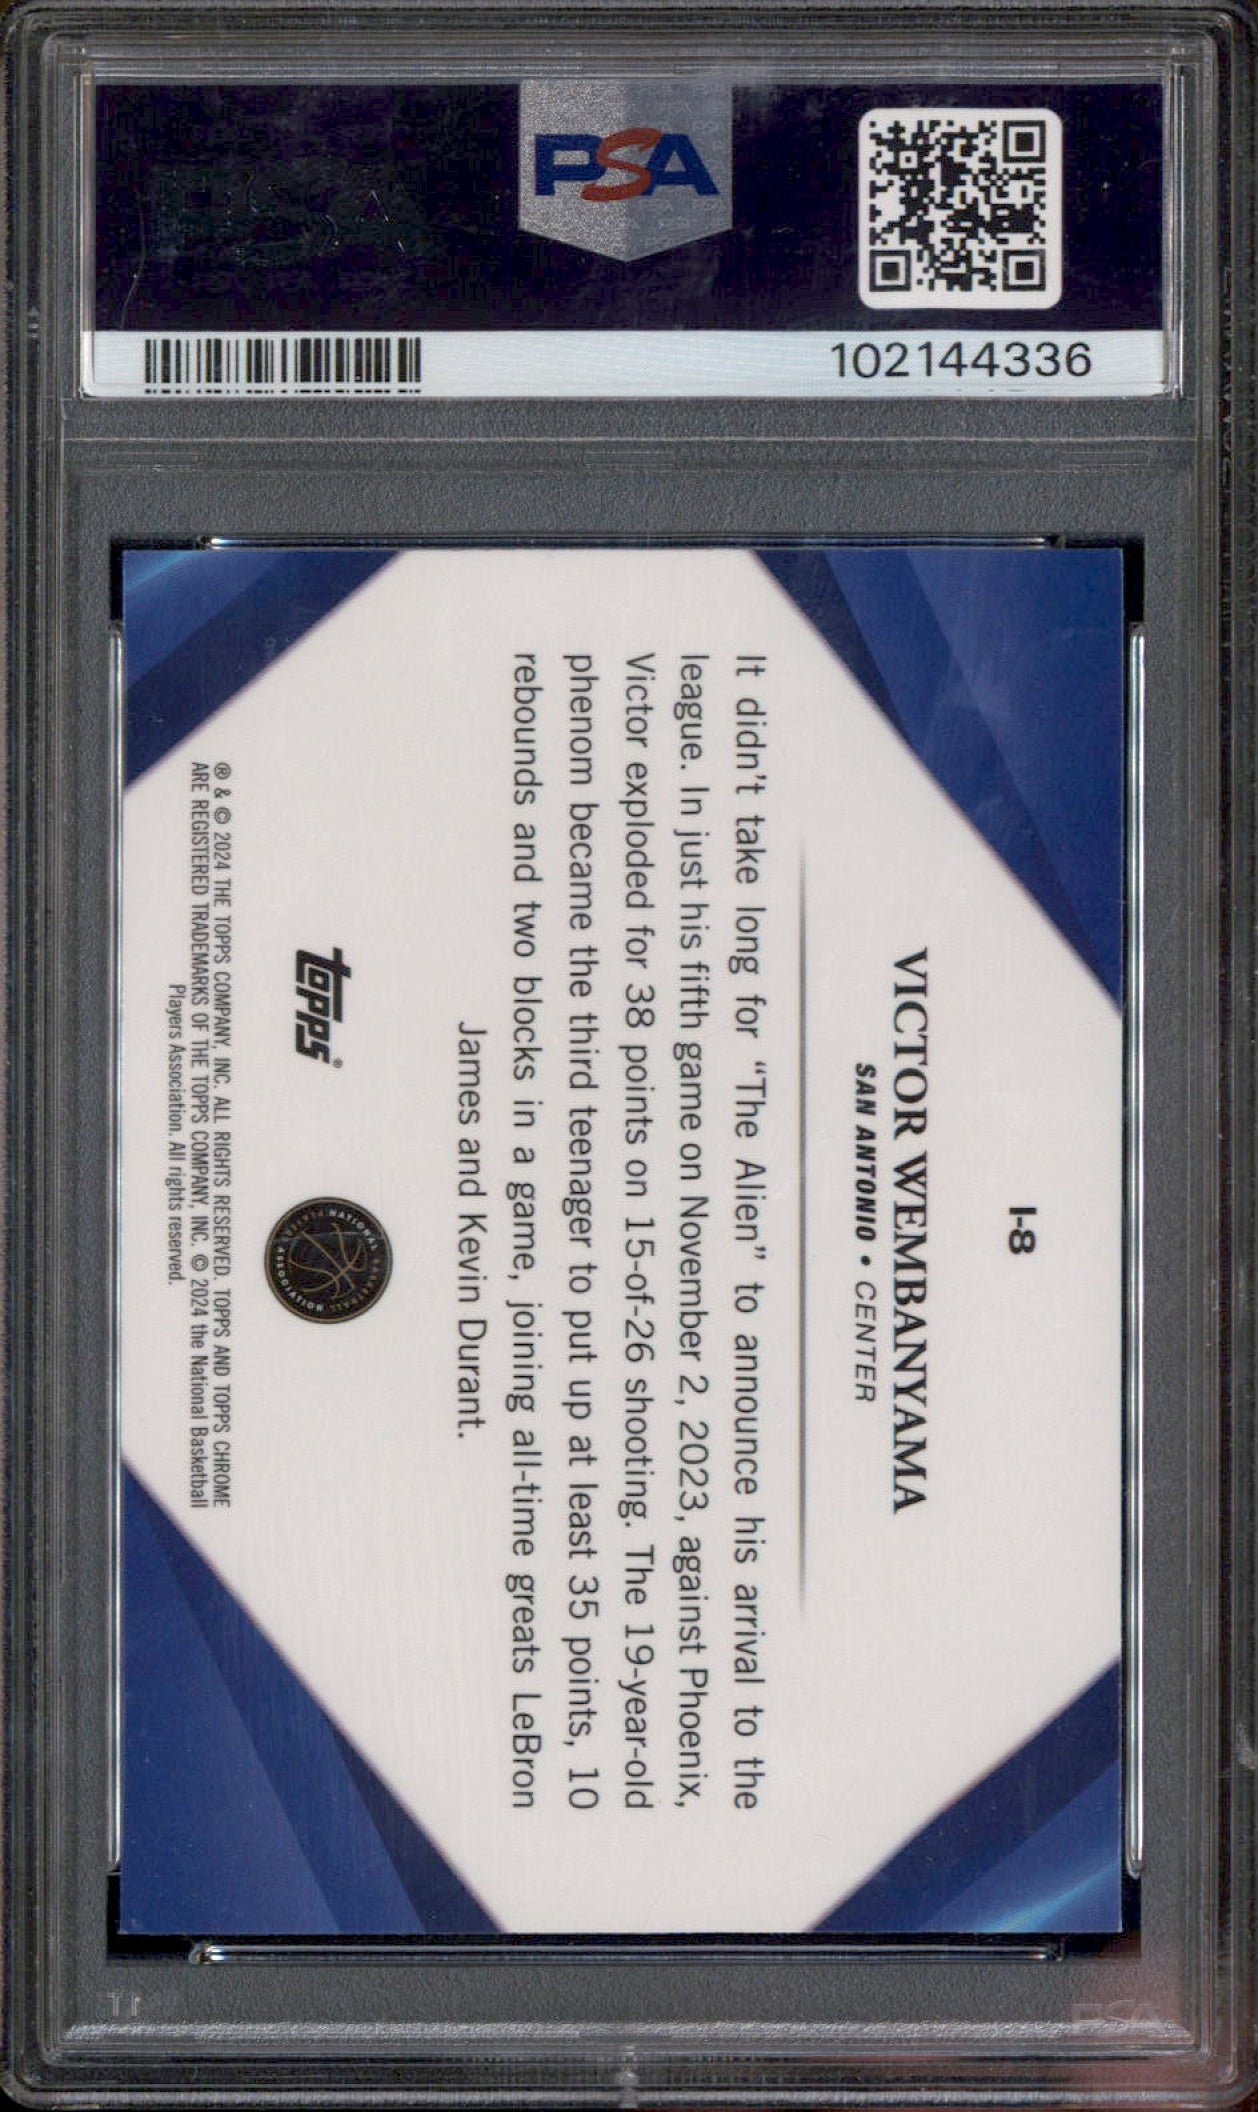 PSA
102144336
I-8
VICTOR WEMBANYAMA
SAN ANTONIO • CENTER
It didn't take long for “The Alien” to announce his arrival to the
league. In just his fifth game on November 2, 2023, against Phoenix,
Victor exploded for 38 points on 15-of-26 shooting. The 19-year-old
phenom became the third teenager to put up at least 35 points, 10
rebounds and two blocks in a game, joining all-time greats LeBron
James and Kevin Durant.
topps®
NATIONAL BASKETBALL PLAYERS ASSOCIATION
® & © 2024 THE TOPPS COMPANY, INC. ALL RIGHTS RESERVED. TOPPS AND TOPPS CHROME
ARE REGISTERED TRADEMARKS OF THE TOPPS COMPANY, INC. © 2024 the National Basketball
Players Association. All rights reserved.
PSA